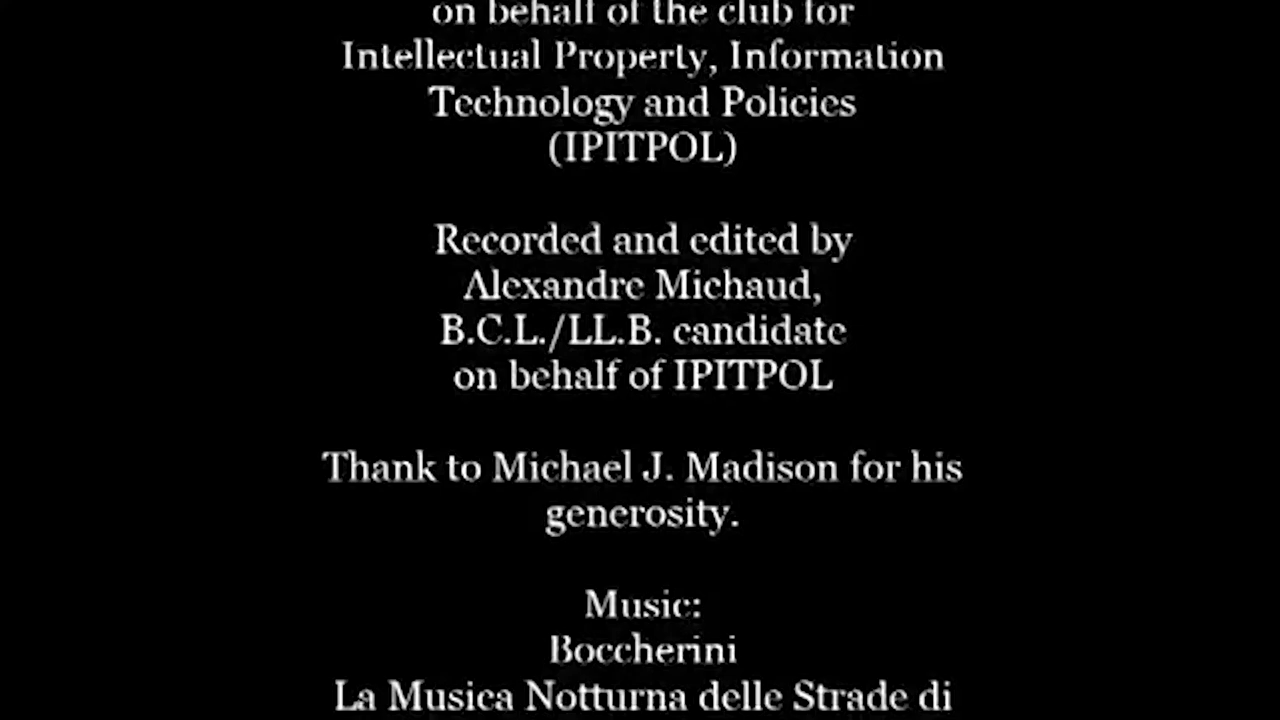 on behalf of the club for
Intellectual Property, Information
Technology and Policies
(IPITPOL)
Recorded and edited by
Alexandre Michaud,
B.C.L./LL.B. candidate
on behalf of IPITPOL
Thank to Michael J. Madison for his
generosity.
Music:
Boccherini
La Musica Notturna delle Strade di